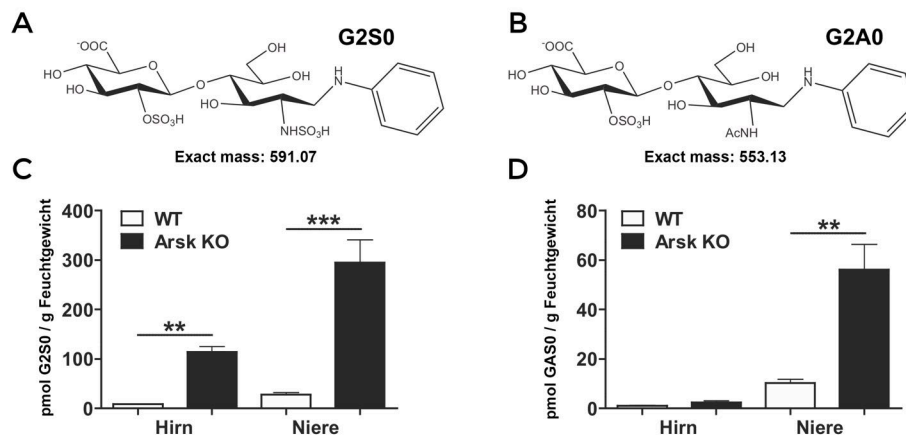 A
G2S0
⁻OOC
OH
HO
O
OH
H
N
HO
O
O
HO
OSO₃H
HO
NHSO₃H
Exact mass: 591.07
B
G2A0
⁻OOC
OH
HO
O
OH
H
N
HO
O
O
HO
OSO₃H
HO
AcNH
Exact mass: 553.13
C
pmol G2S0 / g Feuchtgewicht
400
300
200
100
0
WT
Arsk KO
**
***
Hirn
Niere
D
pmol GAS0 / g Feuchtgewicht
80
60
40
20
0
WT
Arsk KO
**
Hirn
Niere